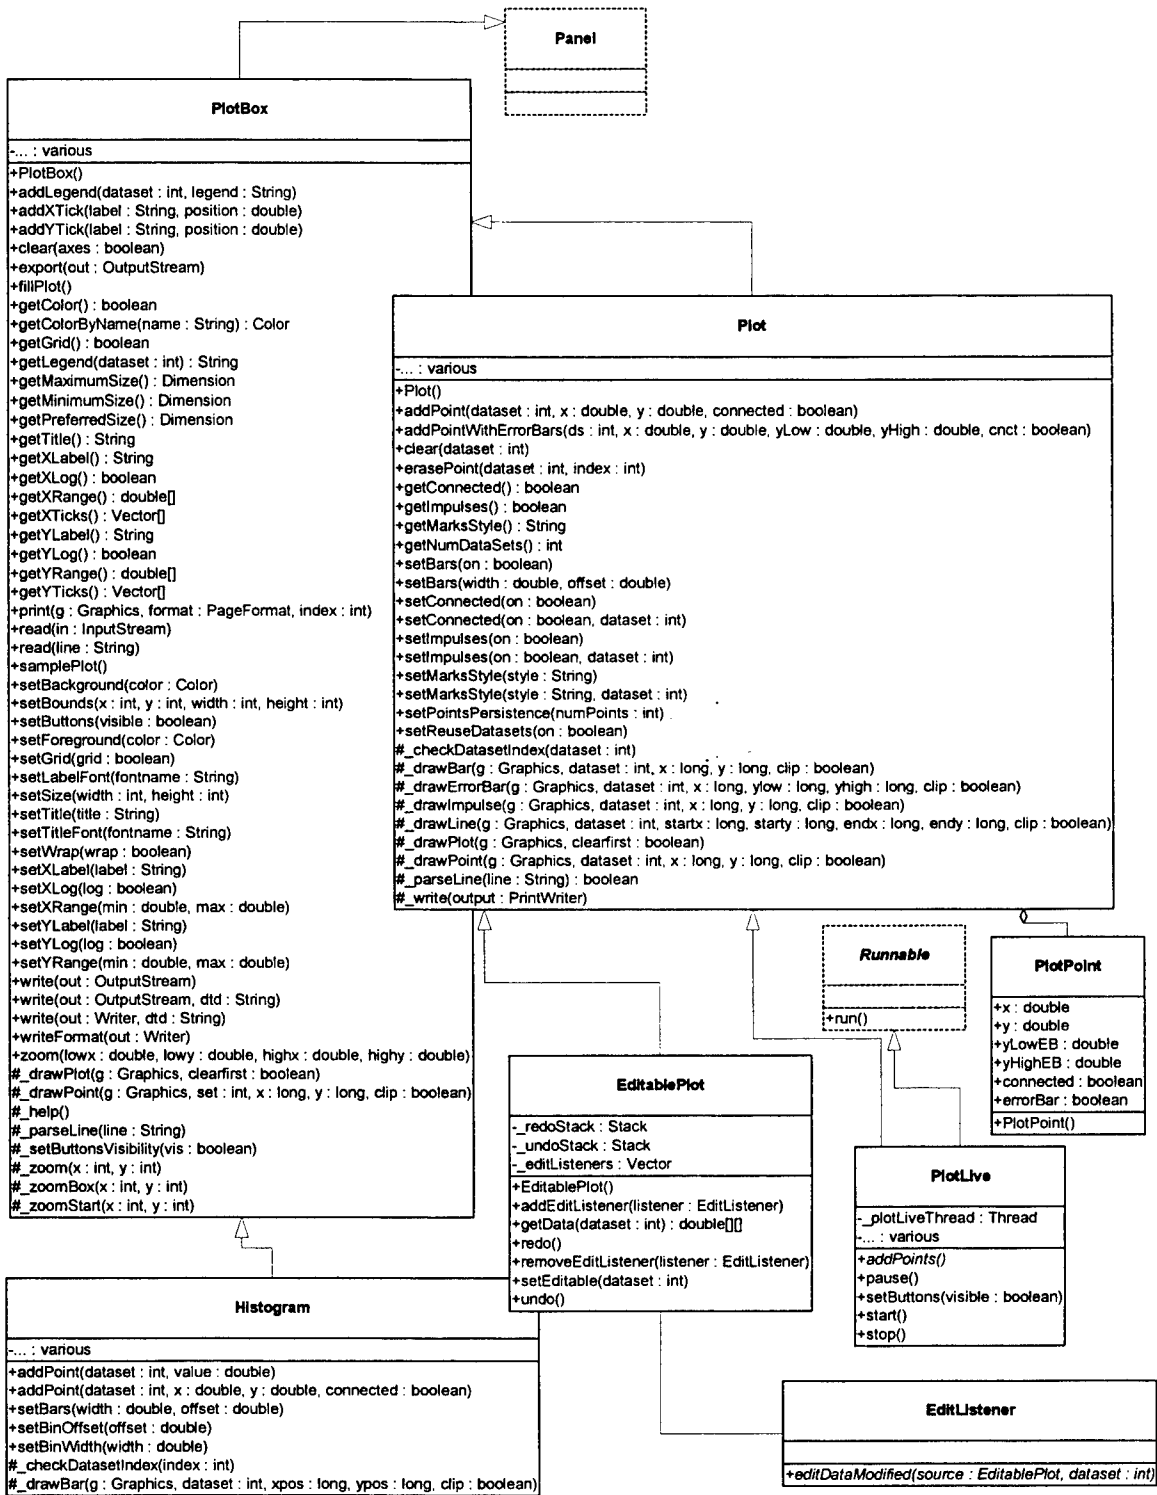 Panel
PlotBox
-... : various
+PlotBox()
+addLegend(dataset : int, legend : String)
+addXTick(label : String, position : double)
+addYTick(label : String, position : double)
+clear(axes : boolean)
+export(out : OutputStream)
+fillPlot()
+getColor() : boolean
+getColorByName(name : String) : Color
+getGrid() : boolean
+getLegend(dataset : int) : String
+getMaximumSize() : Dimension
+getMinimumSize() : Dimension
+getPreferredSize() : Dimension
+getTitle() : String
+getXLabel() : String
+getXLog() : boolean
+getXRange() : double[]
+getXTicks() : Vector[]
+getYLabel() : String
+getYLog() : boolean
+getYRange() : double[]
+getYTicks() : Vector[]
+print(g : Graphics, format : PageFormat, index : int)
+read(in : InputStream)
+read(line : String)
+samplePlot()
+setBackground(color : Color)
+setBounds(x : int, y : int, width : int, height : int)
+setButtons(visible : boolean)
+setForeground(color : Color)
+setGrid(grid : boolean)
+setLabelFont(fontname : String)
+setSize(width : int, height : int)
+setTitle(title : String)
+setTitleFont(fontname : String)
+setWrap(wrap : boolean)
+setXLabel(label : String)
+setXLog(log : boolean)
+setXRange(min : double, max : double)
+setYLabel(label : String)
+setYLog(log : boolean)
+setYRange(min : double, max : double)
+write(out : OutputStream)
+write(out : OutputStream, dtd : String)
+write(out : Writer, dtd : String)
+writeFormat(out : Writer)
+zoom(lowx : double, lowy : double, highx : double, highy : double)
#_drawPlot(g : Graphics, clearfirst : boolean)
#_drawPoint(g : Graphics, set : int, x : long, y : long, clip : boolean)
#_help()
#_parseLine(line : String)
#_setButtonsVisibility(vis : boolean)
#_zoom(x : int, y : int)
#_zoomBox(x : int, y : int)
#_zoomStart(x : int, y : int)
Plot
-... : various
+Plot()
+addPoint(dataset : int, x : double, y : double, connected : boolean)
+addPointWithErrorBars(ds : int, x : double, y : double, yLow : double, yHigh : double, cnct : boolean)
+clear(dataset : int)
+erasePoint(dataset : int, index : int)
+getConnected() : boolean
+getImpulses() : boolean
+getMarksStyle() : String
+getNumDataSets() : int
+setBars(on : boolean)
+setBars(width : double, offset : double)
+setConnected(on : boolean)
+setConnected(on : boolean, dataset : int)
+setImpulses(on : boolean)
+setImpulses(on : boolean, dataset : int)
+setMarksStyle(style : String)
+setMarksStyle(style : String, dataset : int)
+setPointsPersistence(numPoints : int)
+setReuseDatasets(on : boolean)
#_checkDatasetIndex(dataset : int)
#_drawBar(g : Graphics, dataset : int, x : long, y : long, clip : boolean)
#_drawErrorBar(g : Graphics, dataset : int, x : long, ylow : long, yhigh : long, clip : boolean)
#_drawImpulse(g : Graphics, dataset : int, x : long, y : long, clip : boolean)
#_drawLine(g : Graphics, dataset : int, startx : long, starty : long, endx : long, endy : long, clip : boolean)
#_drawPlot(g : Graphics, clearfirst : boolean)
#_drawPoint(g : Graphics, dataset : int, x : long, y : long, clip : boolean)
#_parseLine(line : String) : boolean
#_write(output : PrintWriter)
Runnable
+run()
PlotPoint
+x : double
+y : double
+yLowEB : double
+yHighEB : double
+connected : boolean
+errorBar : boolean
+PlotPoint()
EditablePlot
-_redoStack : Stack
-_undoStack : Stack
-_editListeners : Vector
+EditablePlot()
+addEditListener(listener : EditListener)
+getData(dataset : int) : double[][]
+redo()
+removeEditListener(listener : EditListener)
+setEditable(dataset : int)
+undo()
PlotLive
-_plotLiveThread : Thread
-... : various
+addPoints()
+pause()
+setButtons(visible : boolean)
+start()
+stop()
Histogram
-... : various
+addPoint(dataset : int, value : double)
+addPoint(dataset : int, x : double, y : double, connected : boolean)
+setBars(width : double, offset : double)
+setBinOffset(offset : double)
+setBinWidth(width : double)
#_checkDatasetIndex(index : int)
#_drawBar(g : Graphics, dataset : int, xpos : long, ypos : long, clip : boolean)
EditListener
+editDataModified(source : EditablePlot, dataset : int)